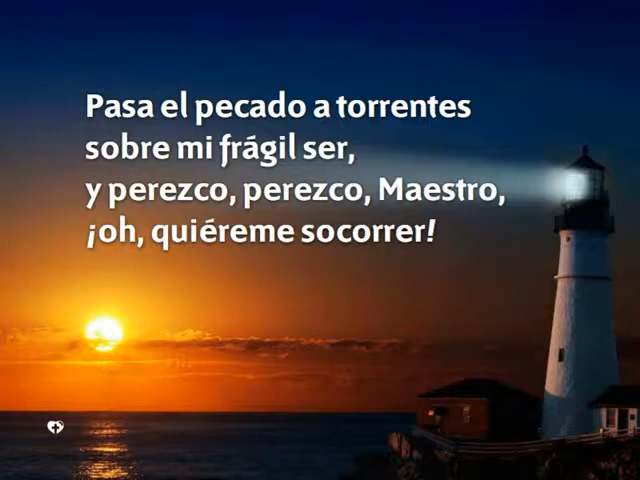 Pasa el pecado a torrentes
sobre mi frágil ser,
y perezco, perezco, Maestro,
¡oh, quiéreme socorrer!